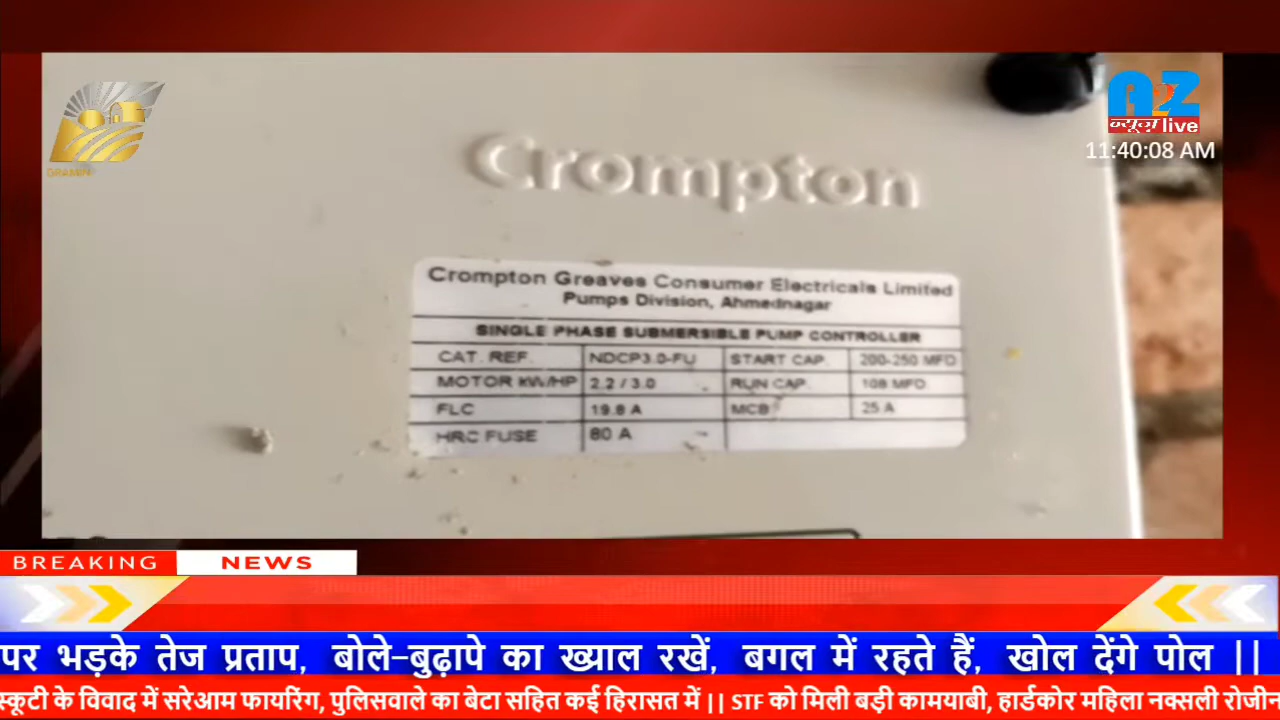 GRAMIN
AZ
न्यूज़ live
11:40:08 AM
Crompton
Crompton Greaves Consumer Electricals Limited
Pumps Division, Ahmednagar
SINGLE PHASE SUBMERSIBLE PUMP CONTROLLER
CAT. REF. NDCP3.0-FU START CAP. 200-250 MFD
MOTOR KW/HP 2.2 / 3.0 RUN CAP. 108 MFD
FLC 19.8 A MCB 25 A
HRC FUSE 80 A
BREAKING NEWS
पर भड़के तेज प्रताप, बोले-बुढ़ापे का ख्याल रखें, बगल में रहते हैं, खोल देंगे पोल ||
स्कूटी के विवाद में सरेआम फायरिंग, पुलिसवाले का बेटा सहित कई हिरासत में || STF को मिली बड़ी कामयाबी, हार्डकोर महिला नक्सली रोजीन